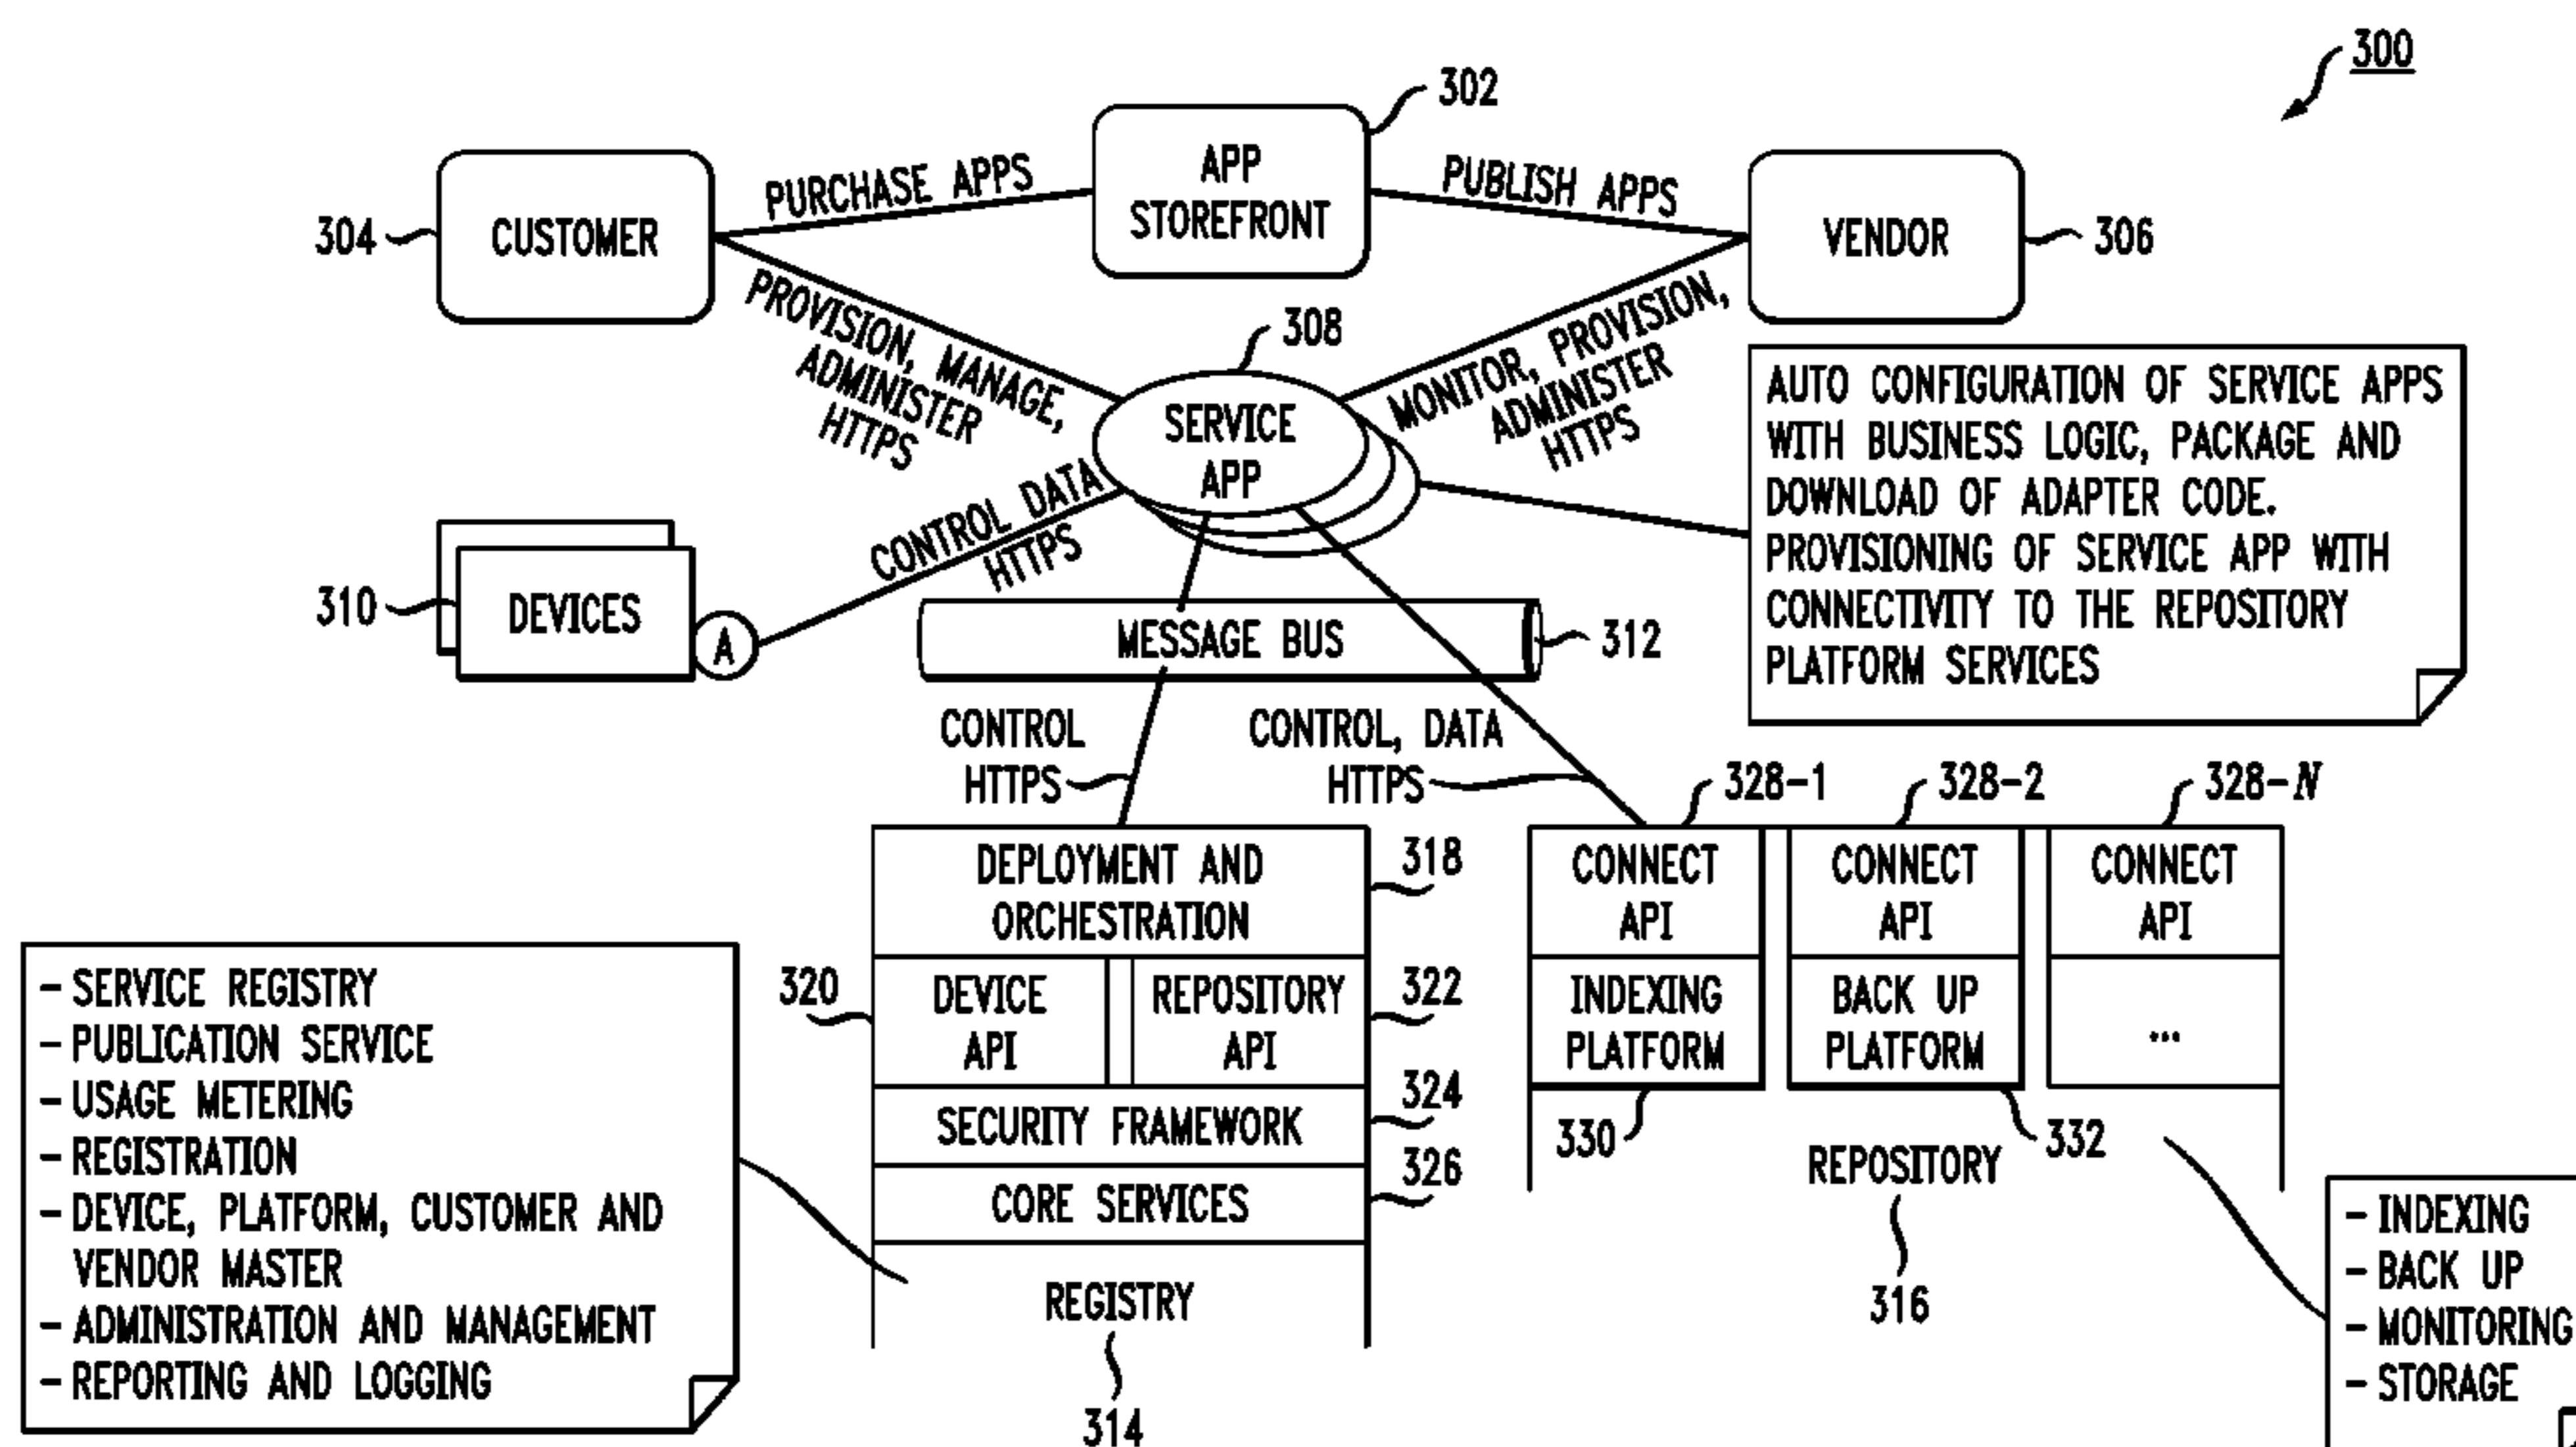 300
302
APP
STOREFRONT
CUSTOMER
304
PURCHASE APPS
PUBLISH APPS
VENDOR
306
PROVISION, MANAGE,
ADMINISTER
HTTPS
308
SERVICE
APP
MONITOR, PROVISION,
ADMINISTER
HTTPS
AUTO CONFIGURATION OF SERVICE APPS
WITH BUSINESS LOGIC, PACKAGE AND
DOWNLOAD OF ADAPTER CODE.
PROVISIONING OF SERVICE APP WITH
CONNECTIVITY TO THE REPOSITORY
PLATFORM SERVICES
CONTROL DATA
HTTPS
310
DEVICES
A
MESSAGE BUS
312
CONTROL
HTTPS
CONTROL, DATA
HTTPS
328-1
328-2
328-N
DEPLOYMENT AND
ORCHESTRATION
318
320
DEVICE
API
REPOSITORY
API
322
SECURITY FRAMEWORK
324
CORE SERVICES
326
REGISTRY
314
CONNECT
API
INDEXING
PLATFORM
330
CONNECT
API
BACK UP
PLATFORM
332
CONNECT
API
...
REPOSITORY
316
- SERVICE REGISTRY
- PUBLICATION SERVICE
- USAGE METERING
- REGISTRATION
- DEVICE, PLATFORM, CUSTOMER AND
VENDOR MASTER
- ADMINISTRATION AND MANAGEMENT
- REPORTING AND LOGGING
- INDEXING
- BACK UP
- MONITORING
- STORAGE